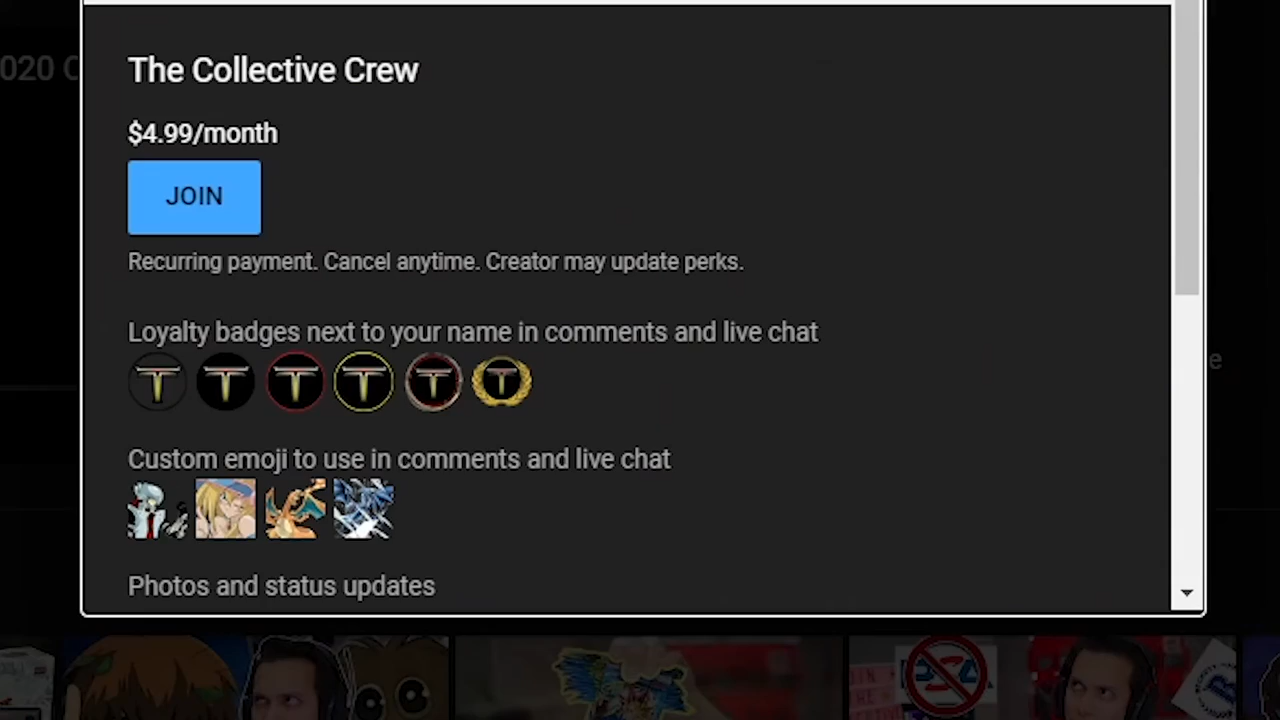 020 C
The Collective Crew
$4.99/month
JOIN
Recurring payment. Cancel anytime. Creator may update perks.
Loyalty badges next to your name in comments and live chat
e
Custom emoji to use in comments and live chat
Photos and status updates
PSA